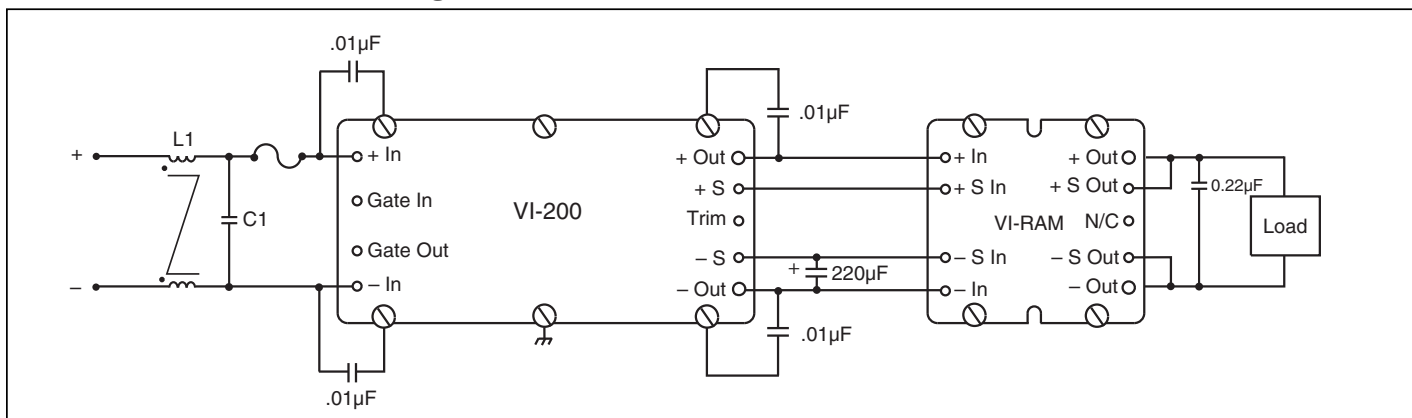 .01µF
L1
+
C1
–
.01µF
+ In
Gate In
Gate Out
– In
VI-200
+ Out
+ S
Trim
– S
– Out
.01µF
+
220µF
.01µF
+ In
+ S In
– S In
– In
VI-RAM
+ Out
+ S Out
N/C
– S Out
– Out
0.22µF
Load